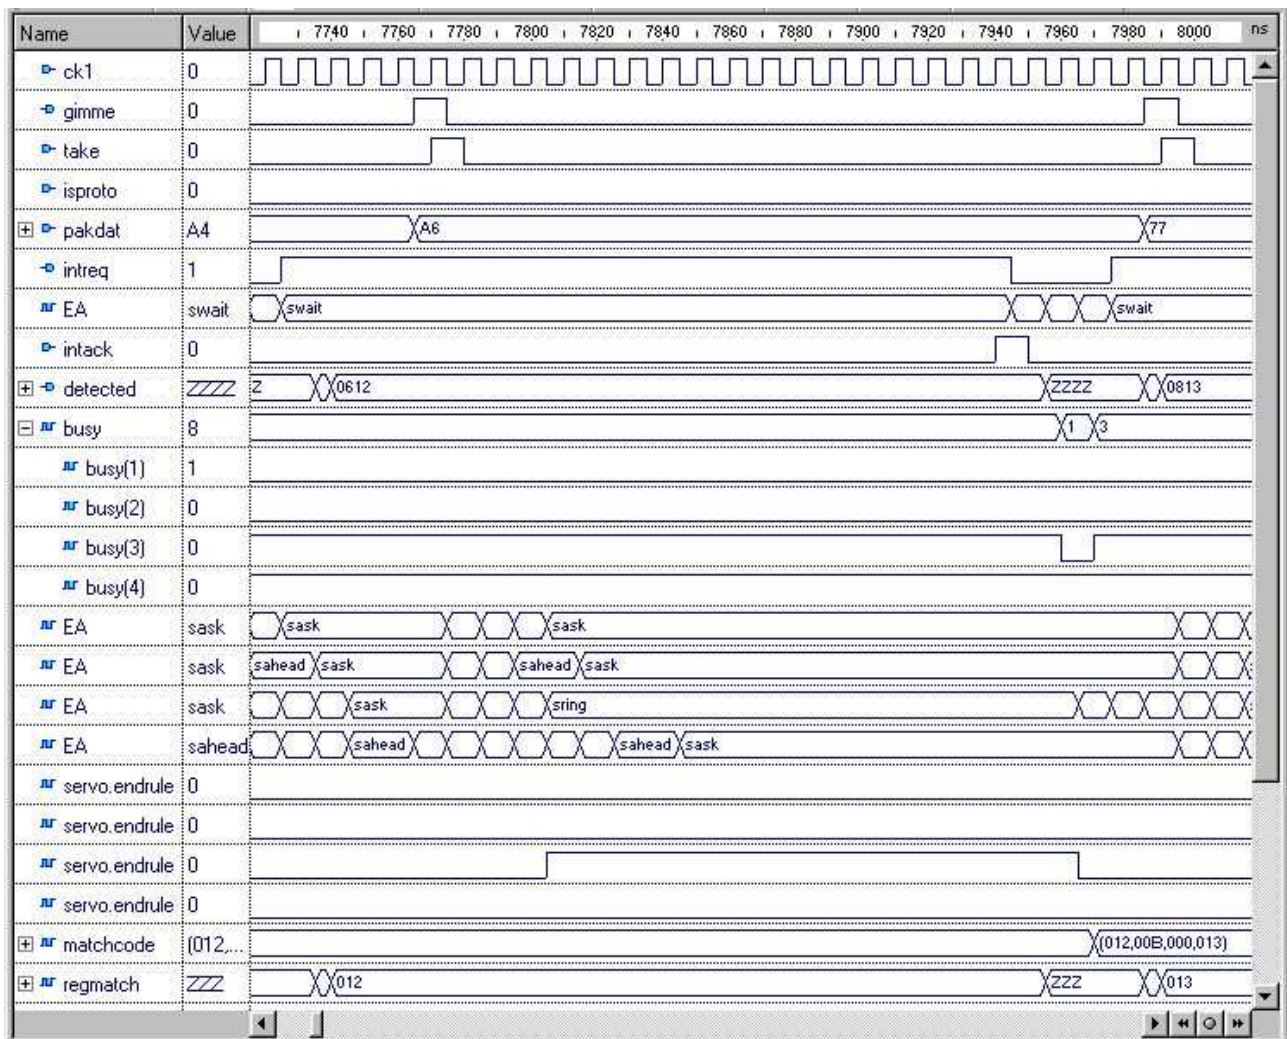 Name Value 7740 7760 7780 7800 7820 7840 7860 7880 7900 7920 7940 7960 7980 8000 ns
ck1 0
gimme 0
take 0
isproto 0
pakdat A4 A6 77
intreq 1
EA swait swait swait
intack 0
detected ZZZZ Z 0612 ZZZZ 0813
busy 8 1 3
busy(1) 1
busy(2) 0
busy(3) 0
busy(4) 0
EA sask sask sask
EA sask sahead sask sahead sask
EA sask sask sring
EA sahead sahead sahead sask
servo.endrule 0
servo.endrule 0
servo.endrule 0
servo.endrule 0
matchcode (012,... (012,00B,000,013)
regmatch ZZZ 012 ZZZ 013